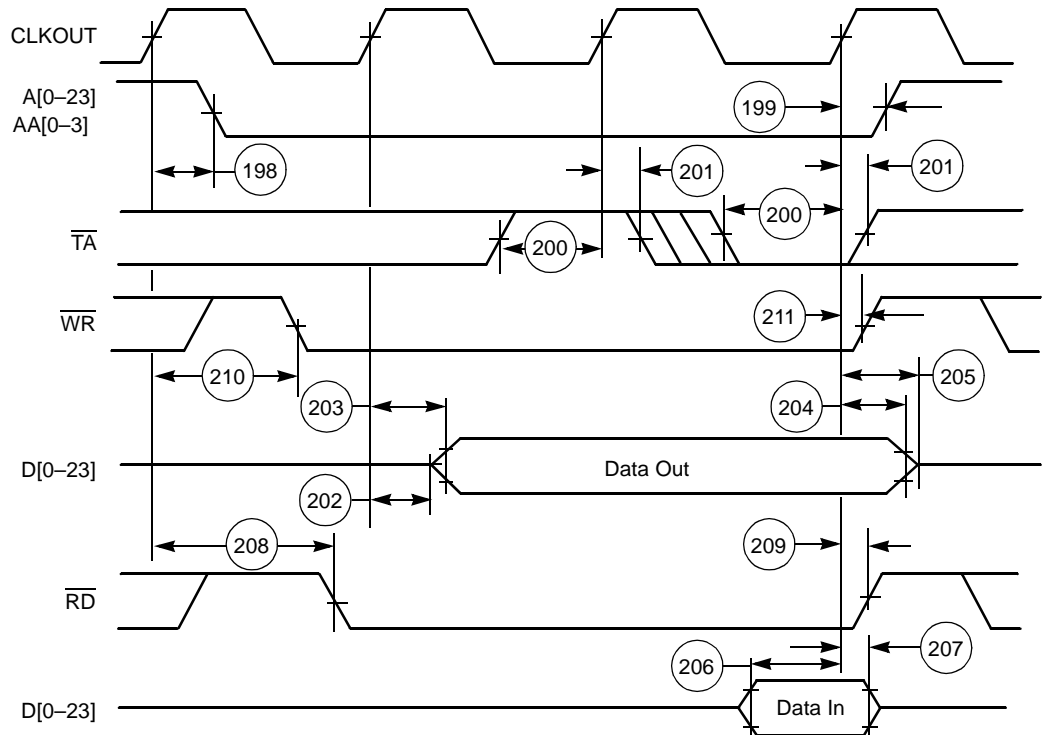 CLKOUT
A[0–23]
AA[0–3]
199
198
201
201
TA
200
200
WR
211
210
205
203
204
D[0–23]
Data Out
202
208
209
RD
206
207
D[0–23]
Data In